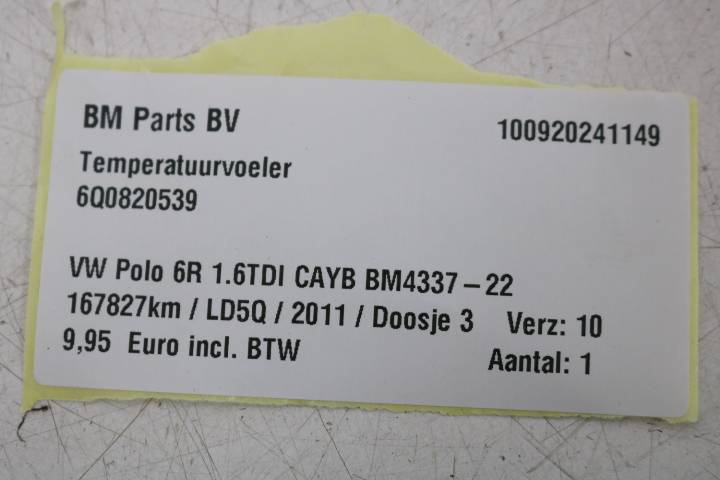 BM Parts BV 100920241149
Temperatuurvoeler
6Q0820539
VW Polo 6R 1.6TDI CAYB BM4337-22
167827km / LD5Q / 2011 / Doosje 3 Verz: 10
9,95 Euro incl. BTW Aantal: 1